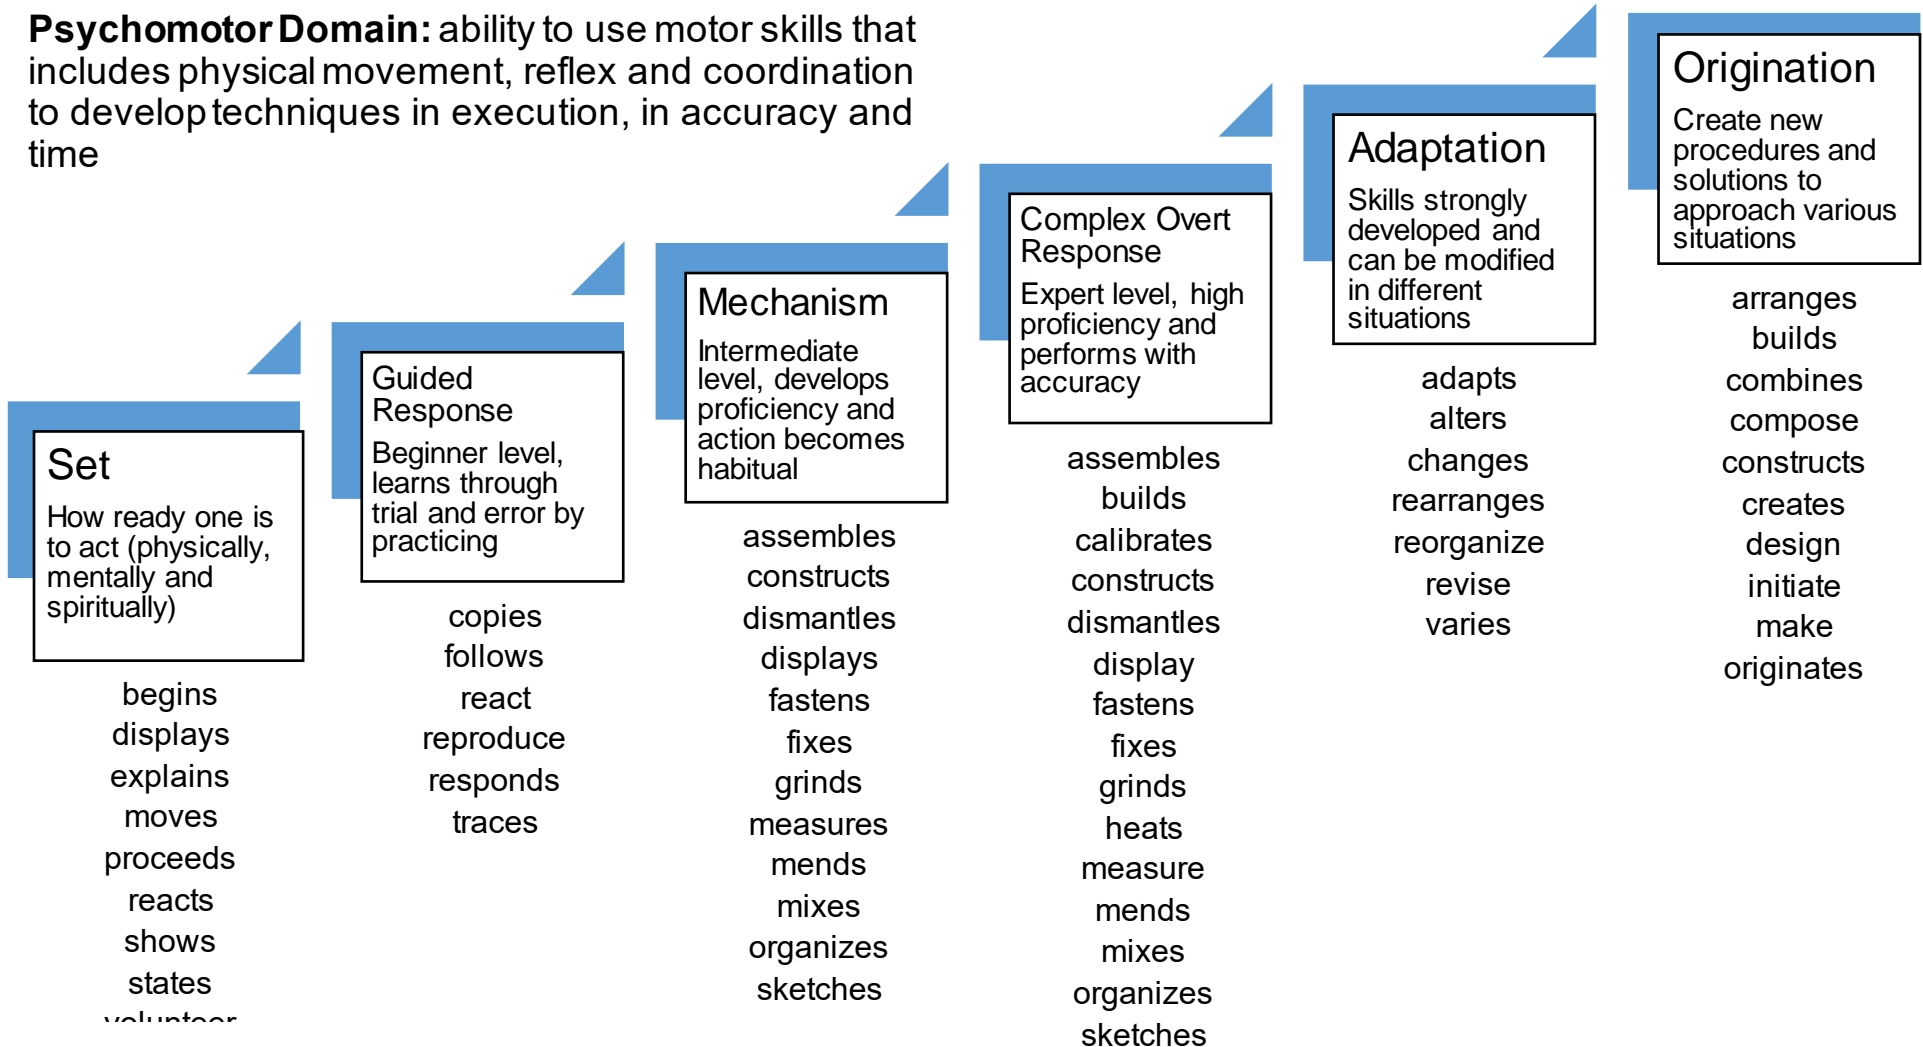 Psychomotor Domain: ability to use motor skills that
includes physical movement, reflex and coordination
to develop techniques in execution, in accuracy and
time
Set
How ready one is
to act (physically,
mentally and
spiritually)
begins
displays
explains
moves
proceeds
reacts
shows
states
volunteer
Guided
Response
Beginner level,
learns through
trial and error by
practicing
copies
follows
react
reproduce
responds
traces
Mechanism
Intermediate
level, develops
proficiency and
action becomes
habitual
assembles
constructs
dismantles
displays
fastens
fixes
grinds
measures
mends
mixes
organizes
sketches
Complex Overt
Response
Expert level, high
proficiency and
performs with
accuracy
assembles
builds
calibrates
constructs
dismantles
display
fastens
fixes
grinds
heats
measure
mends
mixes
organizes
sketches
Adaptation
Skills strongly
developed and
can be modified
in different
situations
adapts
alters
changes
rearranges
reorganize
revise
varies
Origination
Create new
procedures and
solutions to
approach various
situations
arranges
builds
combines
compose
constructs
creates
design
initiate
make
originates